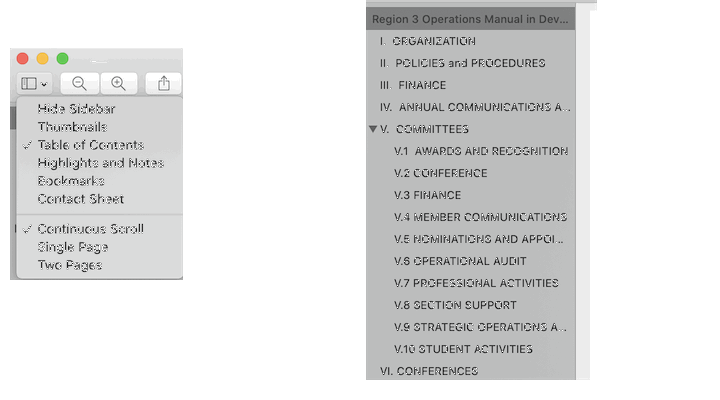 Hide Sidebar
Thumbnails
✓ Table of Contents
Highlights and Notes
Bookmarks
Contact Sheet
✓ Continuous Scroll
Single Page
Two Pages
Region 3 Operations Manual in Dev...
I. ORGANIZATION
II. POLICIES and PROCEDURES
III. FINANCE
IV. ANNUAL COMMUNICATIONS A...
V. COMMITTEES
V.1 AWARDS AND RECOGNITION
V.2 CONFERENCE
V.3 FINANCE
V.4 MEMBER COMMUNICATIONS
V.5 NOMINATIONS AND APPOI...
V.6 OPERATIONAL AUDIT
V.7 PROFESSIONAL ACTIVITIES
V.8 SECTION SUPPORT
V.9 STRATEGIC OPERATIONS A...
V.10 STUDENT ACTIVITIES
VI. CONFERENCES